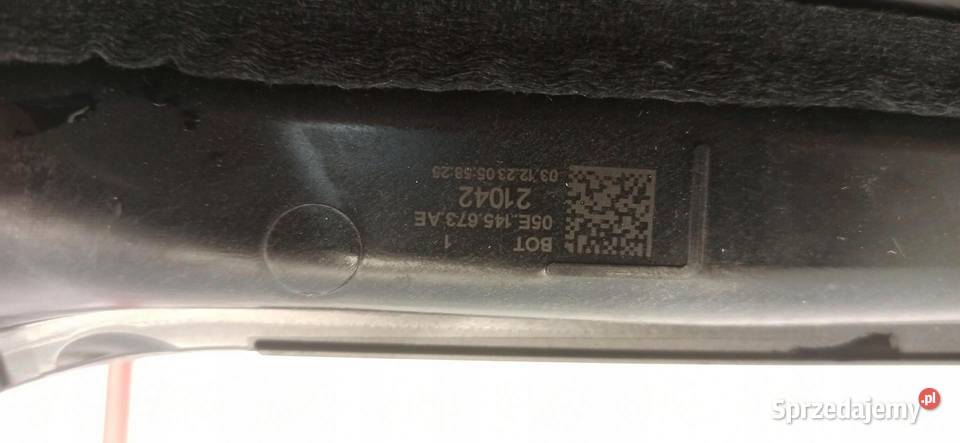 BOT 1
05E.145.673.AE
21042
03.12.23 05:58:25
Sprzedajemy.pl